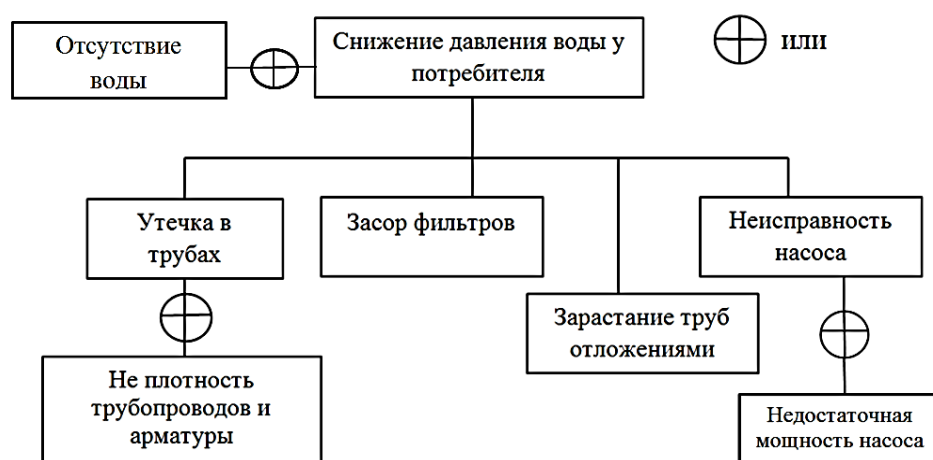 Отсутствие
воды
Снижение давления воды у
потребителя
или
Утечка в
трубах
Засор фильтров
Неисправность
насоса
Зарастание труб
отложениями
Не плотность
трубопроводов и
арматуры
Недостаточная
мощность насоса